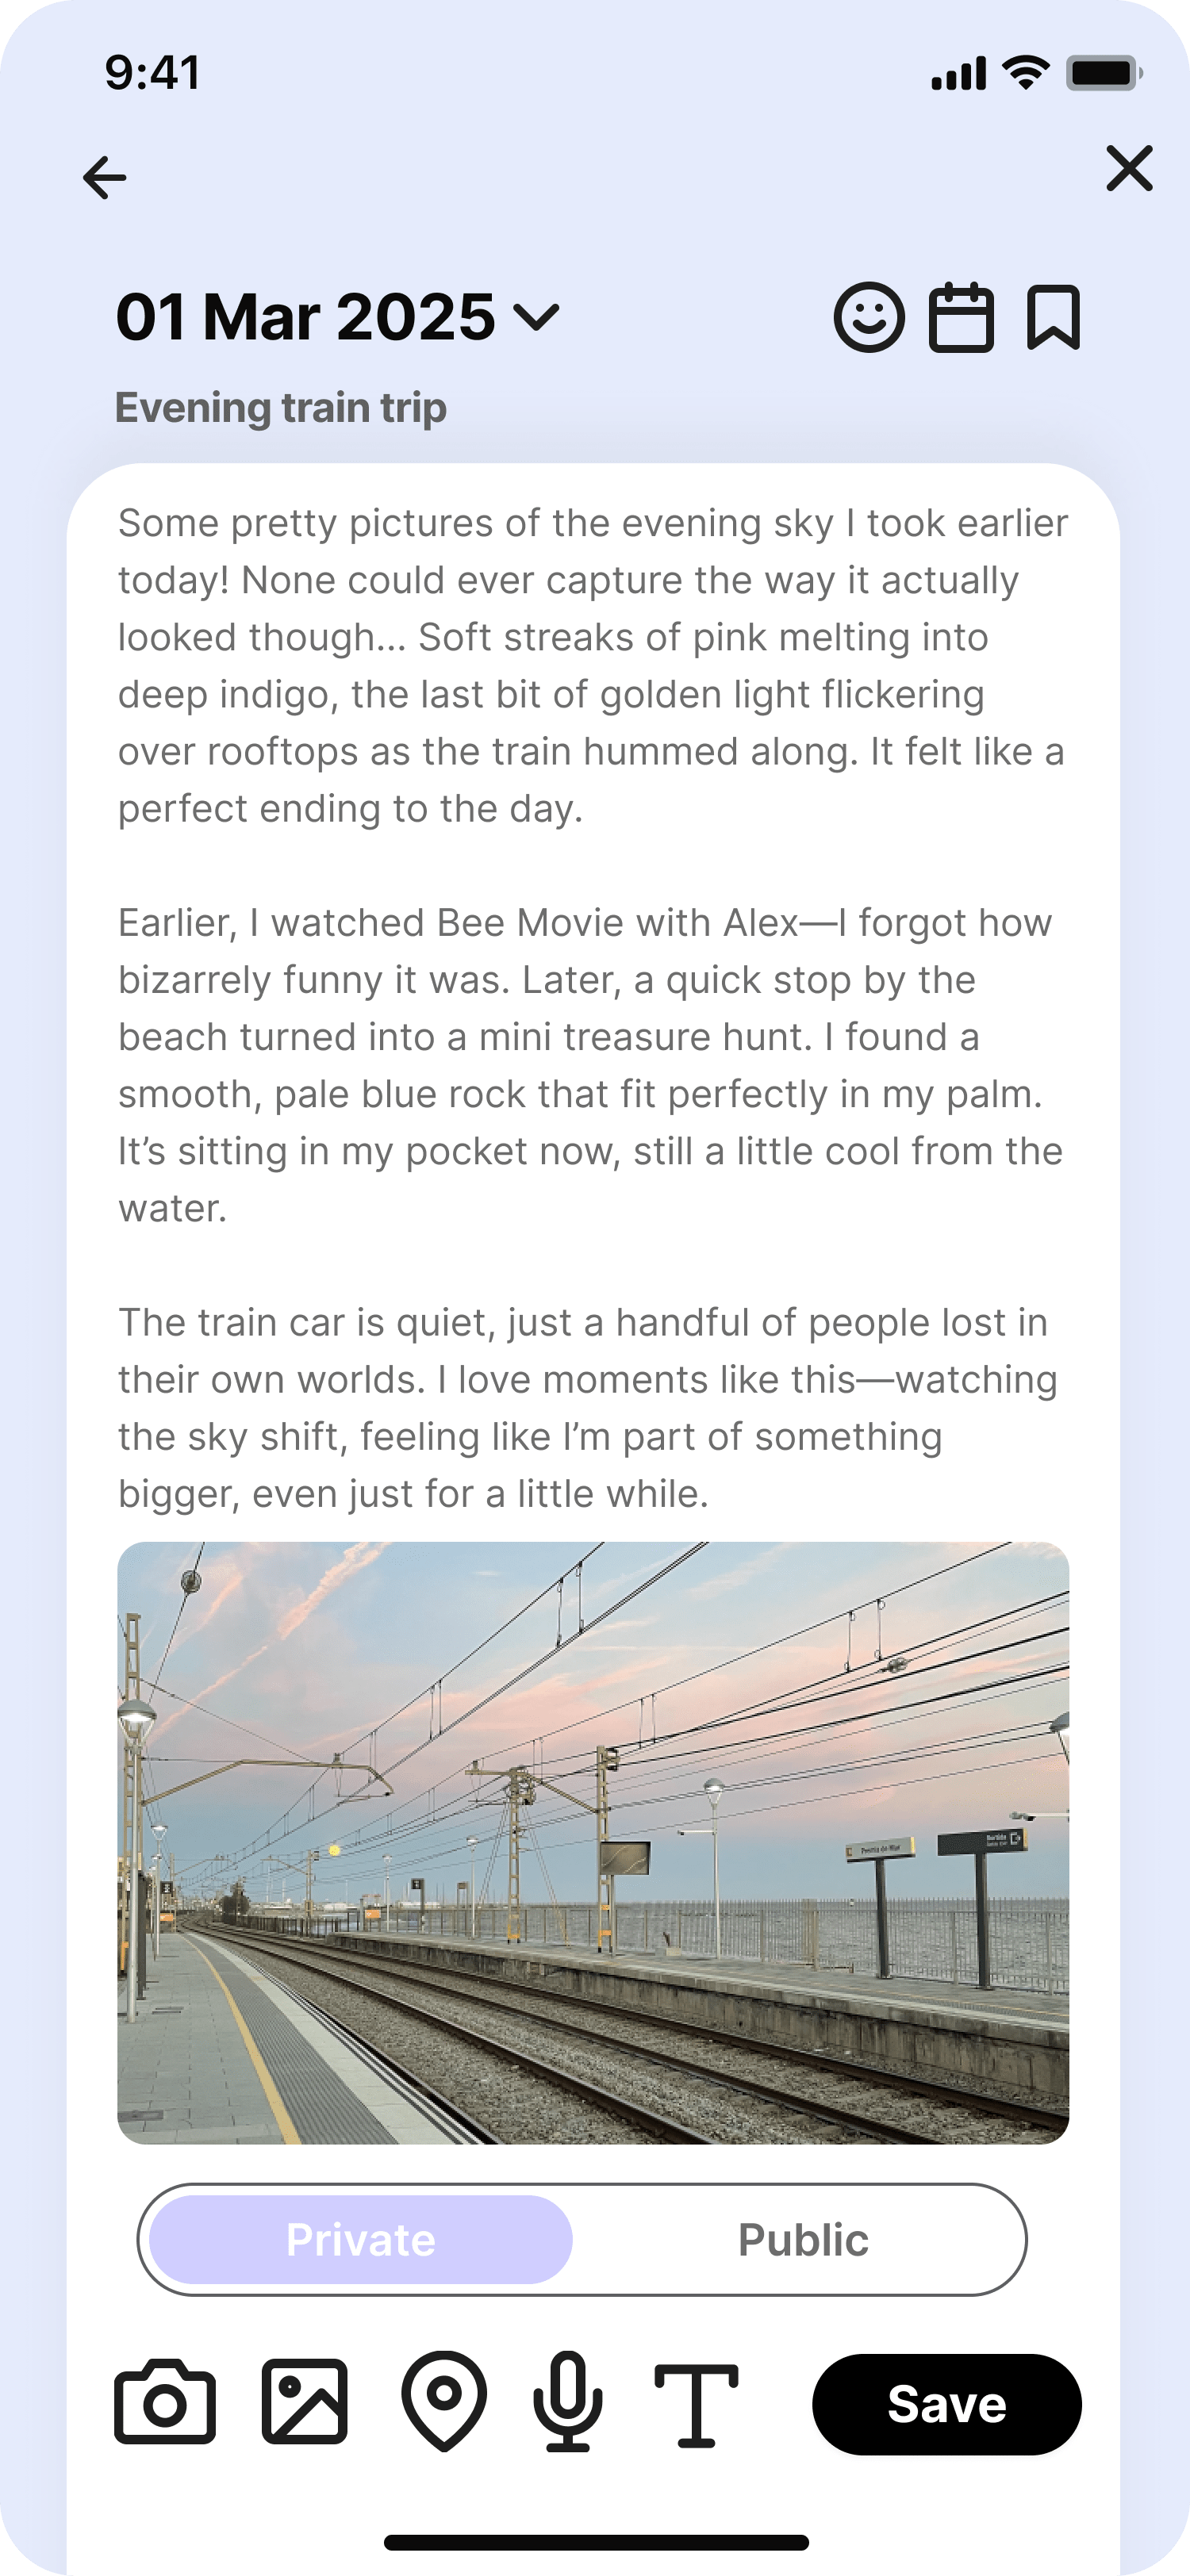 9:41
01 Mar 2025
Evening train trip
Some pretty pictures of the evening sky I took earlier
today! None could ever capture the way it actually
looked though... Soft streaks of pink melting into
deep indigo, the last bit of golden light flickering
over rooftops as the train hummed along. It felt like a
perfect ending to the day.
Earlier, I watched Bee Movie with Alex—I forgot how
bizarrely funny it was. Later, a quick stop by the
beach turned into a mini treasure hunt. I found a
smooth, pale blue rock that fit perfectly in my palm.
It’s sitting in my pocket now, still a little cool from the
water.
The train car is quiet, just a handful of people lost in
their own worlds. I love moments like this—watching
the sky shift, feeling like I’m part of something
bigger, even just for a little while.
Private
Public
Save